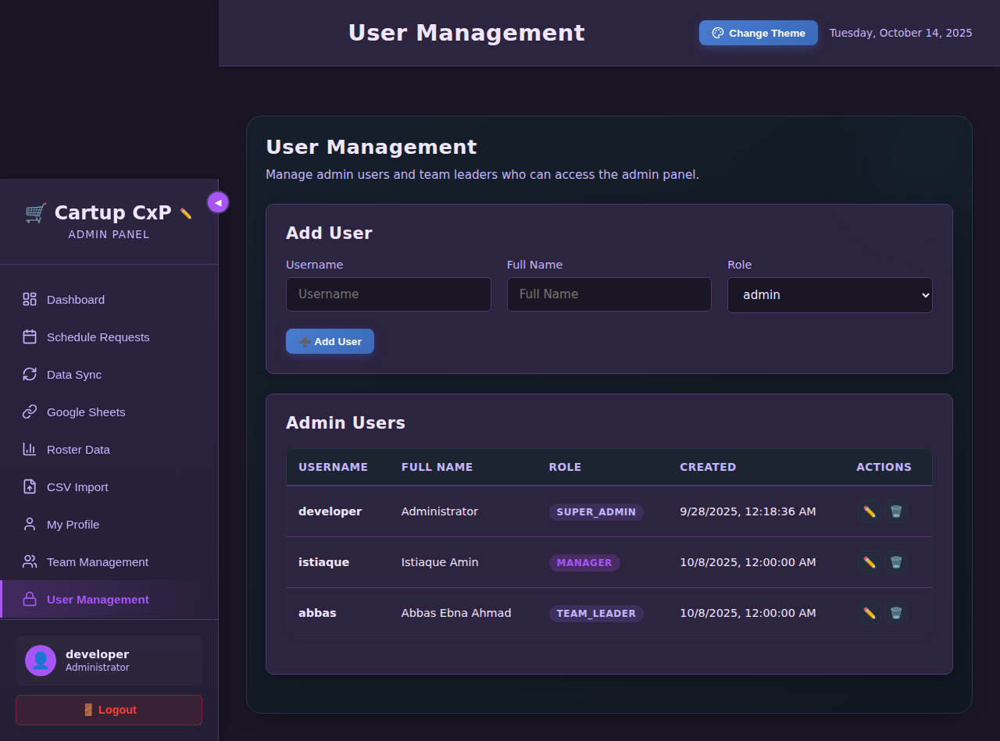 User Management
Change Theme
Tuesday, October 14, 2025
Cartup CxP
ADMIN PANEL
Dashboard
Schedule Requests
Data Sync
Google Sheets
Roster Data
CSV Import
My Profile
Team Management
User Management
developer
Administrator
Logout
User Management
Manage admin users and team leaders who can access the admin panel.
Add User
Username Full Name Role
Username Full Name admin
Add User
Admin Users
USERNAME FULL NAME ROLE CREATED ACTIONS
developer Administrator SUPER_ADMIN 9/28/2025, 12:18:36 AM
istiaque Istiaque Amin MANAGER 10/8/2025, 12:00:00 AM
abbas Abbas Ebna Ahmad TEAM_LEADER 10/8/2025, 12:00:00 AM